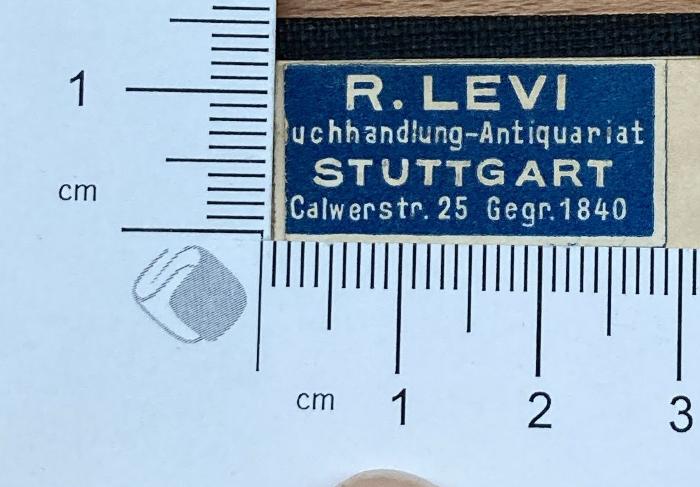 R. LEVI
uchhandlung-Antiquariat
STUTTGART
Calwerstr. 25 Gegr. 1840
1
cm
cm 1 2 3